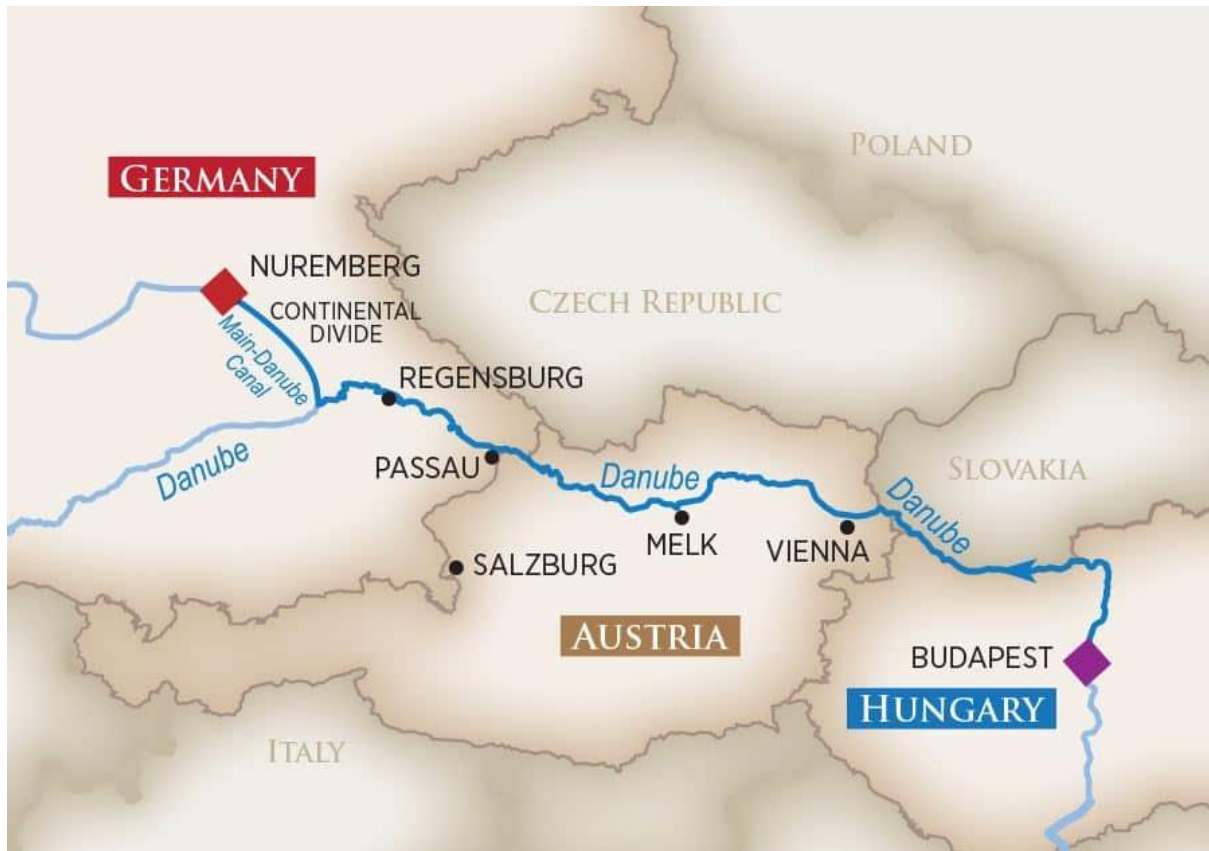 POLAND
GERMANY
NUREMBERG
CONTINENTAL
DIVIDE
Main-Danube
Canal
CZECH REPUBLIC
REGENSBURG
Danube
PASSAU
Danube
MELK
VIENNA
Danube
SLOVAKIA
SALZBURG
AUSTRIA
BUDAPEST
HUNGARY
ITALY